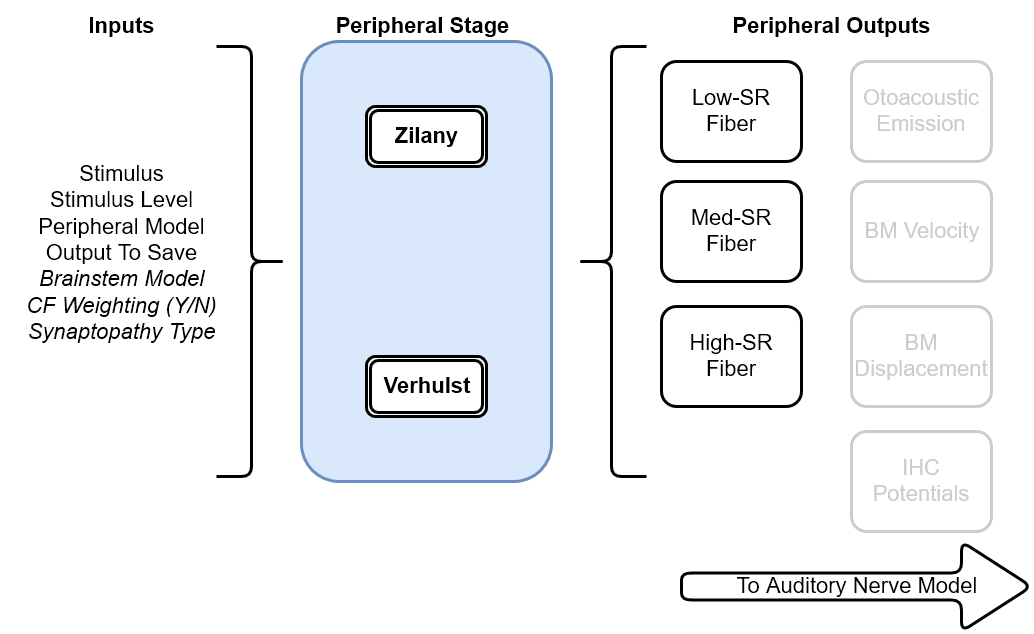 Inputs
Stimulus
Stimulus Level
Peripheral Model
Output To Save
Brainstem Model
CF Weighting (Y/N)
Synaptopathy Type
Peripheral Stage
Zilany
Verhulst
Peripheral Outputs
Low-SR
Fiber
Otoacoustic
Emission
Med-SR
Fiber
BM Velocity
High-SR
Fiber
BM
Displacement
IHC
Potentials
To Auditory Nerve Model